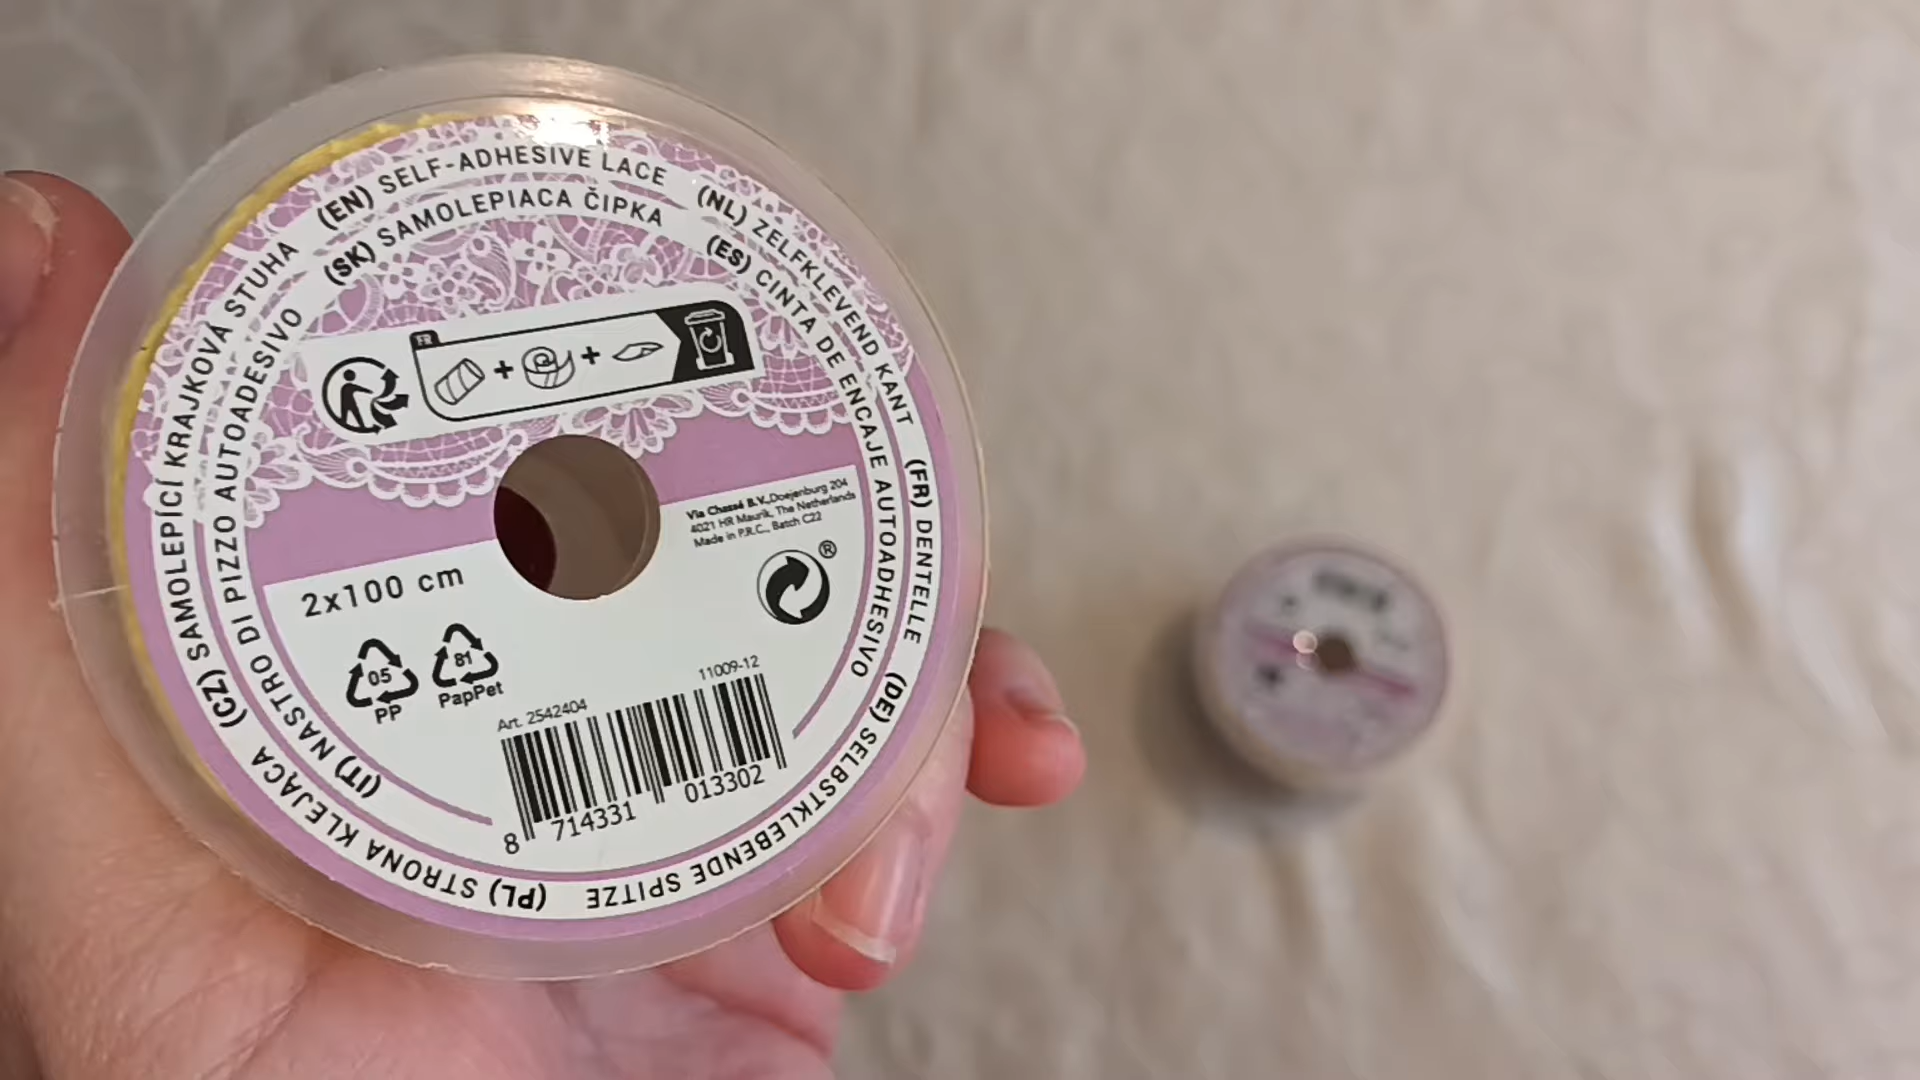 (EN) SELF-ADHESIVE LACE
(NL) ZELFKLEVEND KANT
(FR) DENTELLE
(DE) SELBSTKLEBENDE SPITZE
(PL) STRONA KLEJĄCA
(CZ) SAMOLEPÍCÍ KRAJKOVÁ STUHA
(SK) SAMOLEPIACA ČIPKA
(ES) CINTA DE ENCAJE AUTOADHESIVO
(IT) NASTRO DI PIZZO AUTOADESIVO
FR
Via Chassé B.V., Doejenburg 204
4021 HR Maurik, The Netherlands
Made in P.R.C., Batch C22
®
2x100 cm
05
PP
81
PapPet
Art. 2542404
11009-12
8 714331 013302